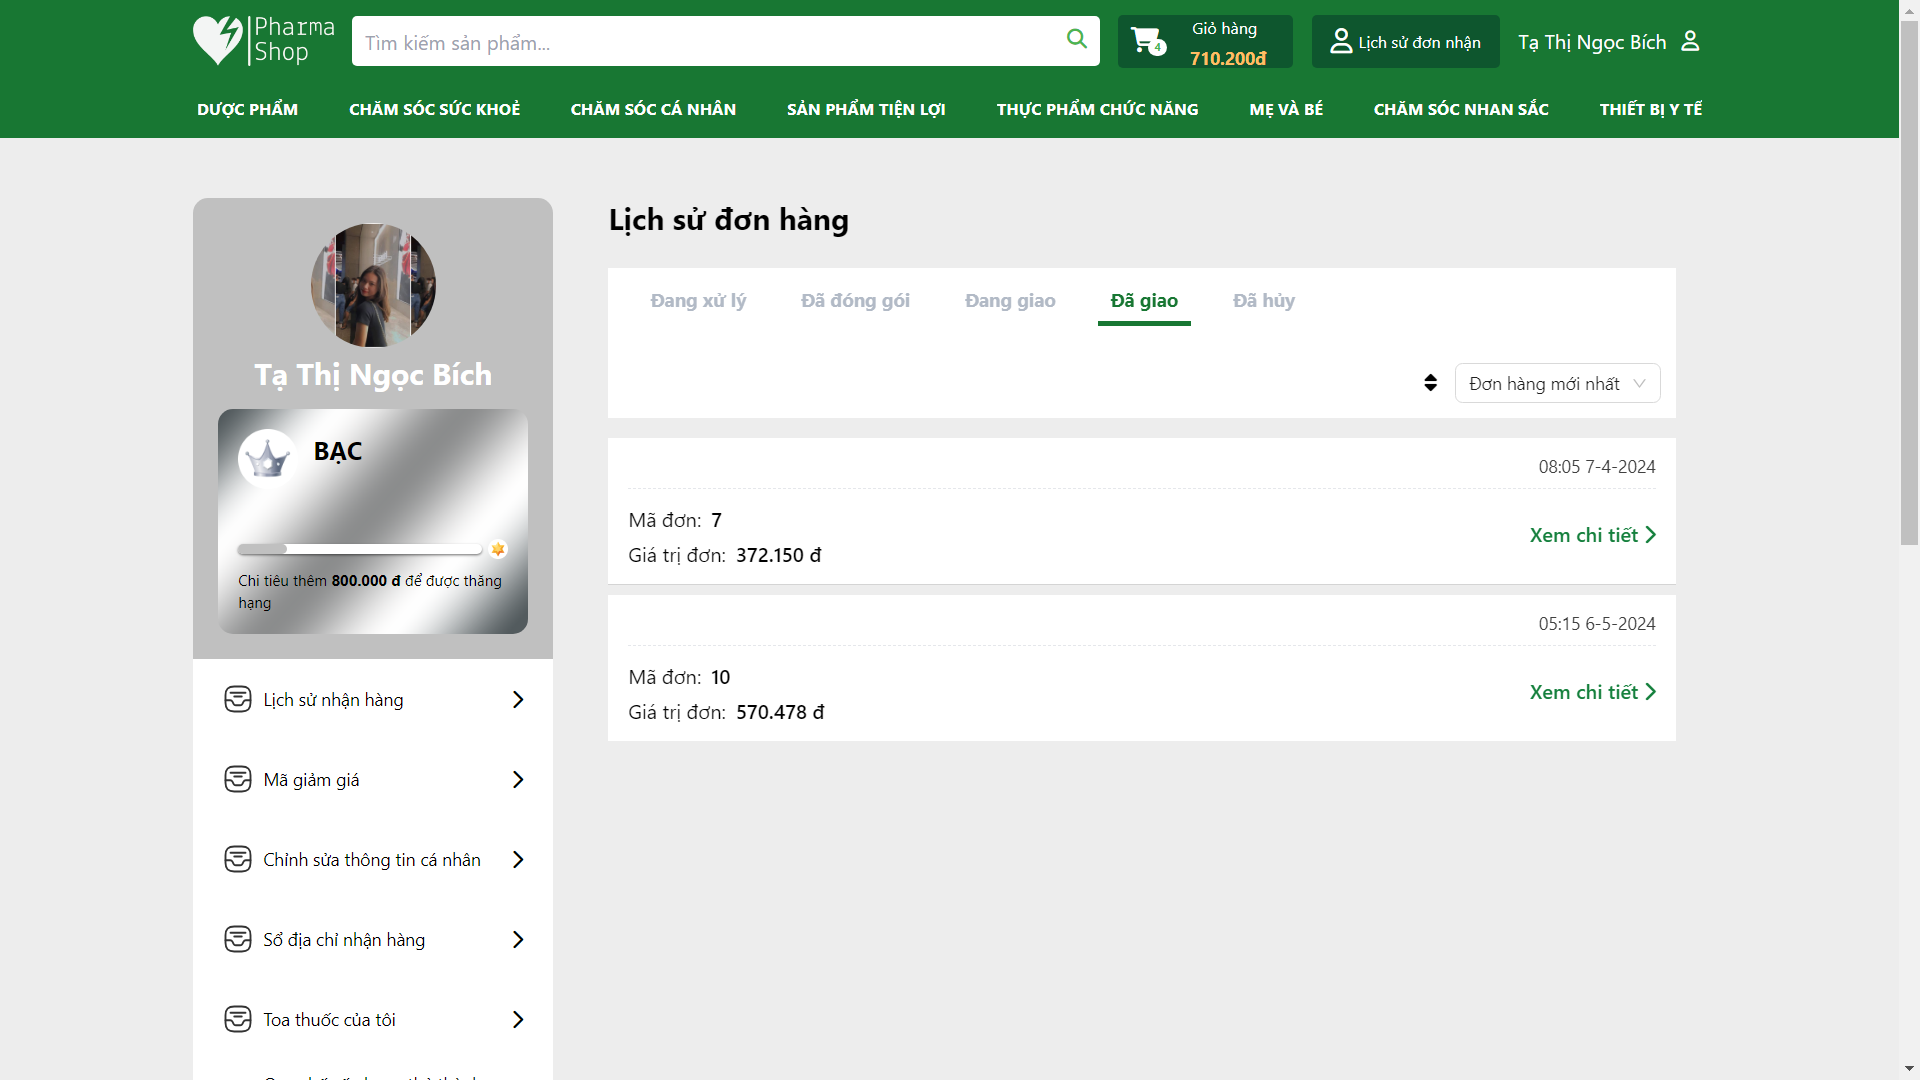 Pharma
Shop
Tìm kiếm sản phẩm...
4
Giỏ hàng
710.200đ
Lịch sử đơn nhận
Tạ Thị Ngọc Bích
DƯỢC PHẨM
CHĂM SÓC SỨC KHOẺ
CHĂM SÓC CÁ NHÂN
SẢN PHẨM TIỆN LỢI
THỰC PHẨM CHỨC NĂNG
MẸ VÀ BÉ
CHĂM SÓC NHAN SẮC
THIẾT BỊ Y TẾ
Tạ Thị Ngọc Bích
BẠC
Chi tiêu thêm 800.000 đ để được thăng
hạng
Lịch sử nhận hàng
Mã giảm giá
Chỉnh sửa thông tin cá nhân
Sổ địa chỉ nhận hàng
Toa thuốc của tôi
Lịch sử đơn hàng
Đang xử lý
Đã đóng gói
Đang giao
Đã giao
Đã hủy
Đơn hàng mới nhất
08:05 7-4-2024
Mã đơn: 7
Giá trị đơn: 372.150 đ
Xem chi tiết
05:15 6-5-2024
Mã đơn: 10
Giá trị đơn: 570.478 đ
Xem chi tiết